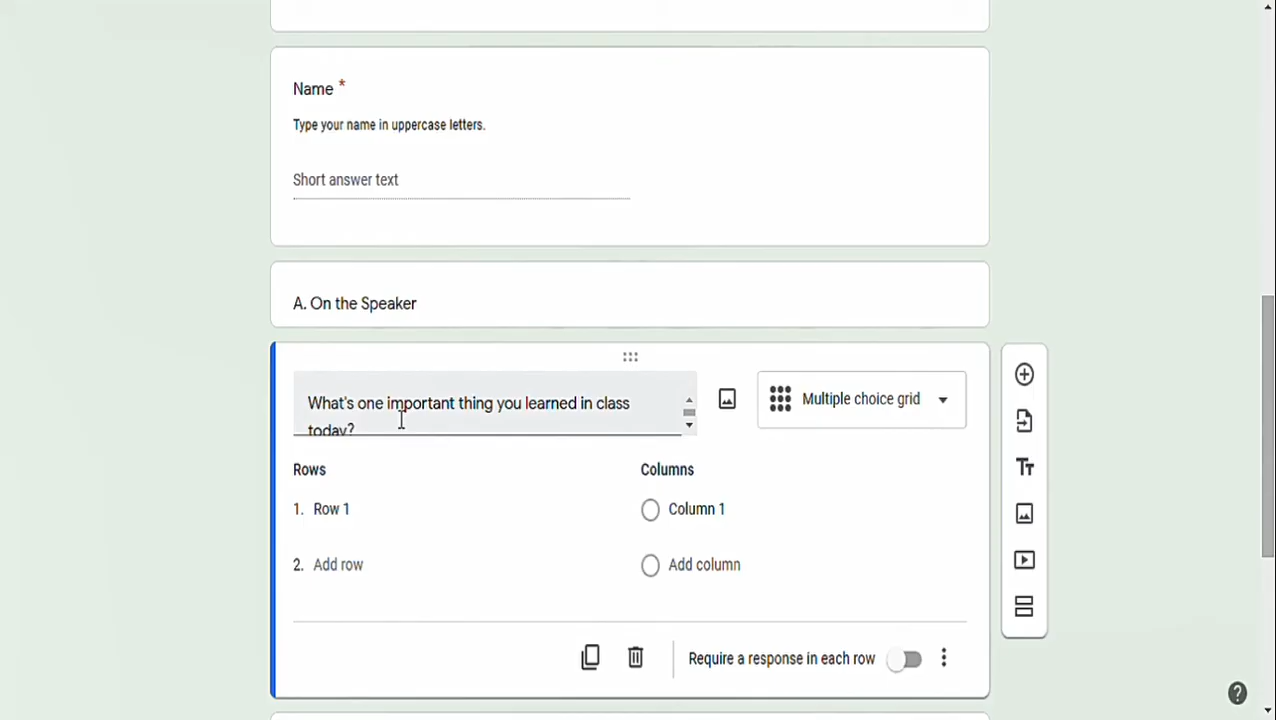 Name *
Type your name in uppercase letters.
Short answer text
A. On the Speaker
What's one important thing you learned in class
today?
Multiple choice grid
Rows
Columns
1. Row 1
Column 1
2. Add row
Add column
Require a response in each row